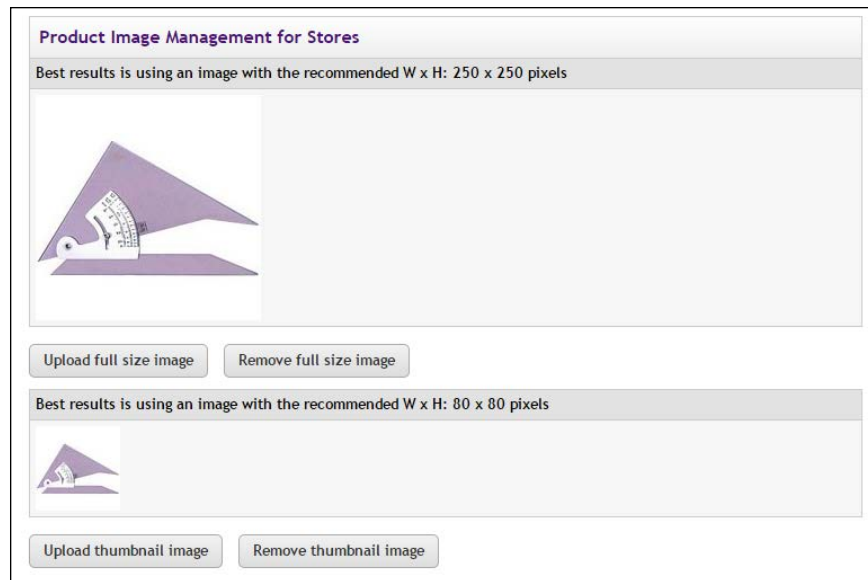 Product Image Management for Stores
Best results is using an image with the recommended W x H: 250 x 250 pixels
Upload full size image Remove full size image
Best results is using an image with the recommended W x H: 80 x 80 pixels
Upload thumbnail image Remove thumbnail image